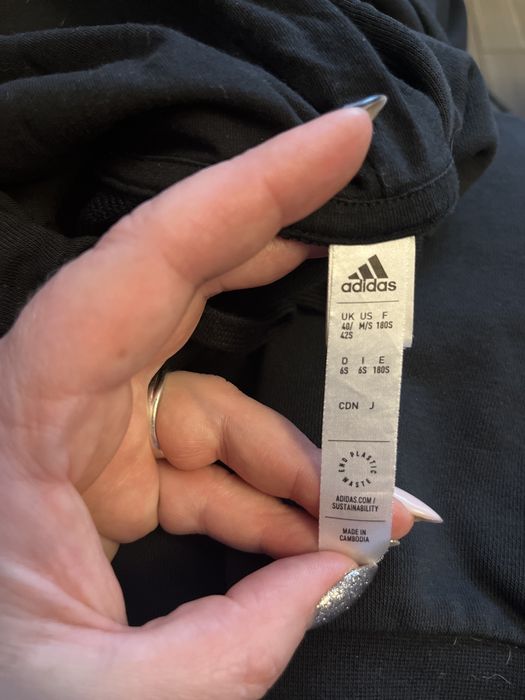 adidas
UK US F
40/ M/S 180S
42S
D I E
6S 6S 180S
CDN J
END PLASTIC WASTE
ADIDAS.COM/
SUSTAINABILITY
MADE IN
CAMBODIA